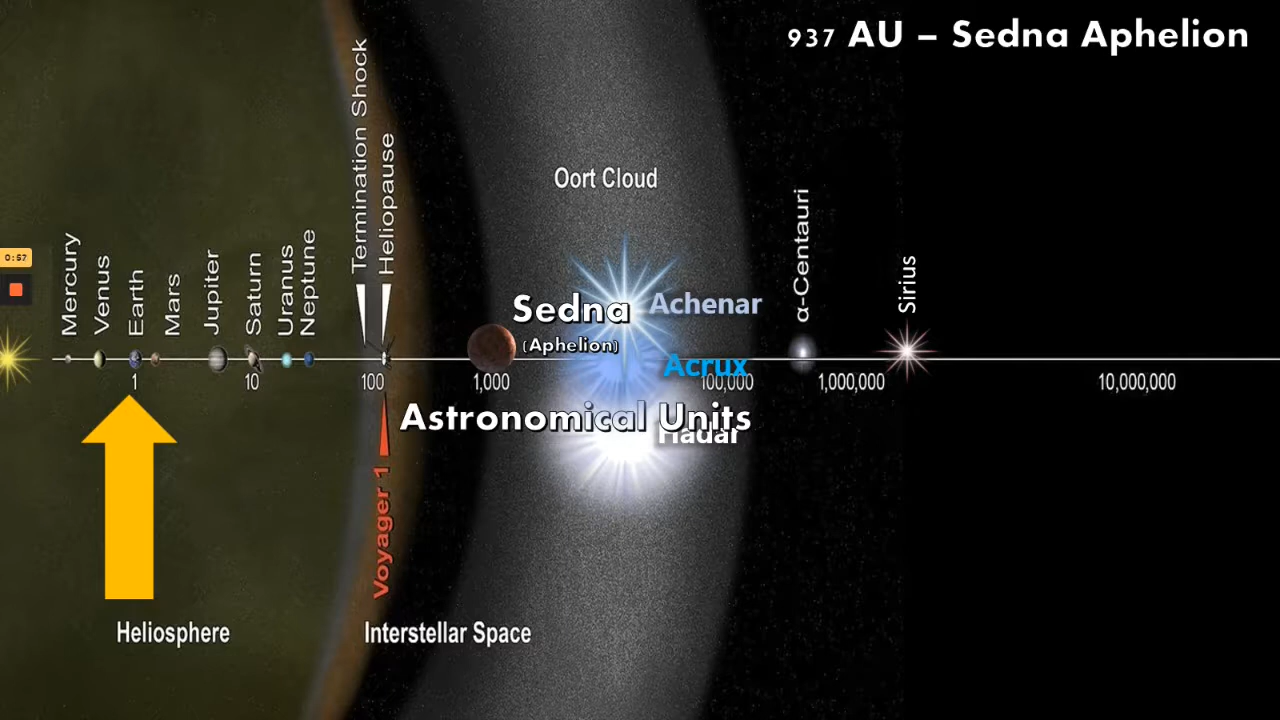 937 AU – Sedna Aphelion
Termination Shock
Heliopause
Oort Cloud
α-Centauri
Mercury
Venus
Earth
Mars
Jupiter
Saturn
Uranus
Neptune
0:57
Sirius
Sedna
Achenar
(Aphelion)
Acrux
1
10
100
1,000
100,000
1,000,000
10,000,000
Astronomical Units
Hadar
Voyager 1
Heliosphere
Interstellar Space